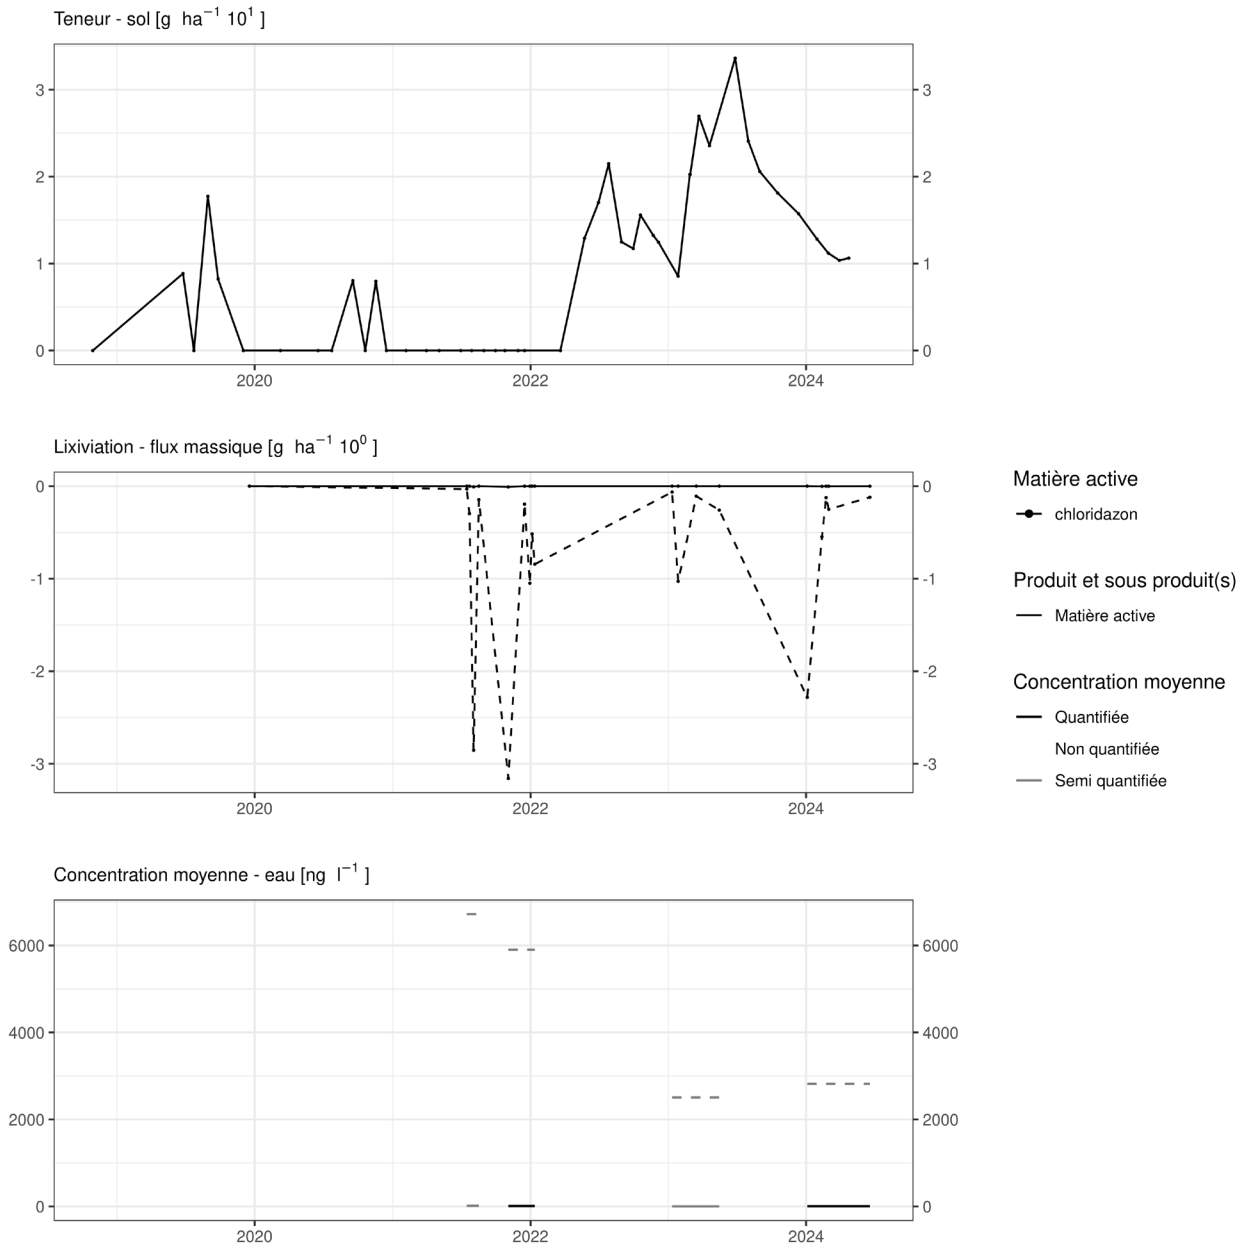 Teneur - sol [g ha⁻¹ 10¹ ]
3
2
1
0
3
2
1
0
2020 2022 2024
Lixiviation - flux massique [g ha⁻¹ 10⁰ ]
0
-1
-2
-3
0
-1
-2
-3
2020 2022 2024
Matière active
chloridazon
Produit et sous produit(s)
Matière active
Concentration moyenne
Quantifiée
Non quantifiée
Semi quantifiée
Concentration moyenne - eau [ng l⁻¹ ]
6000
4000
2000
0
6000
4000
2000
0
2020 2022 2024